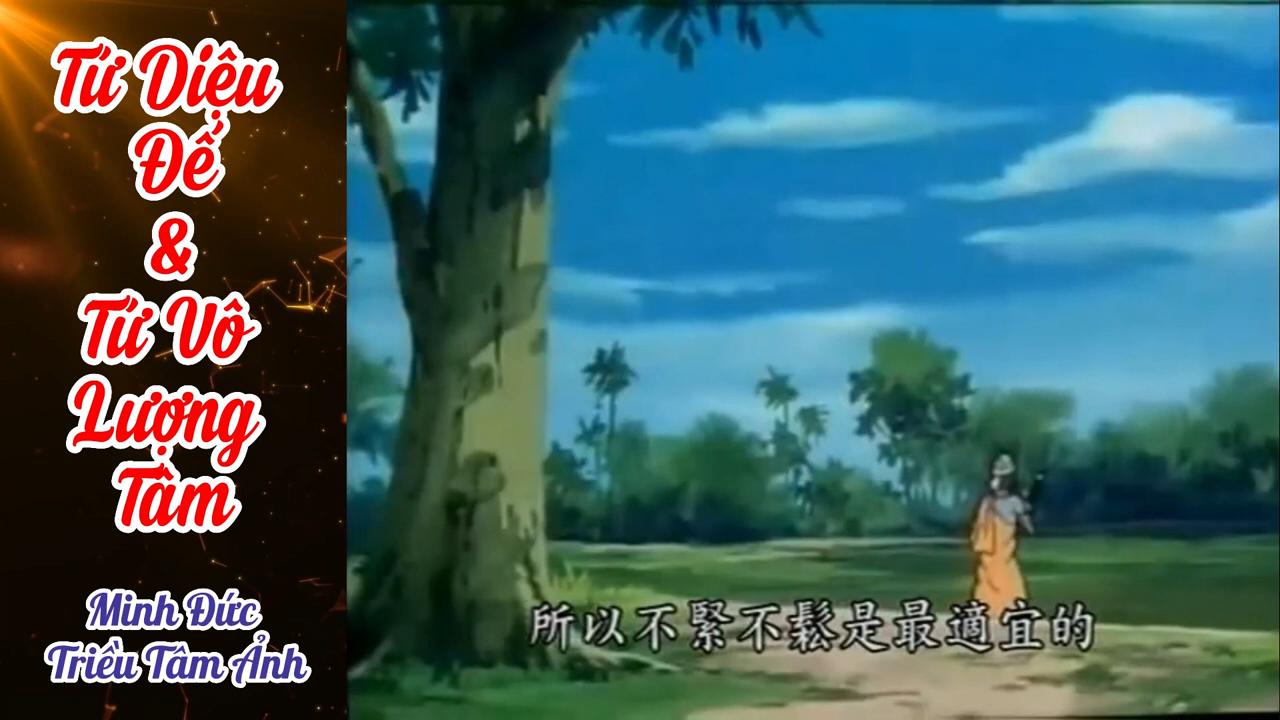 Tứ Diệu
Đế
&
Tứ Vô
Lượng
Tâm
Minh Đức
Triều Tâm Ảnh
所以不緊不鬆是最適宜的